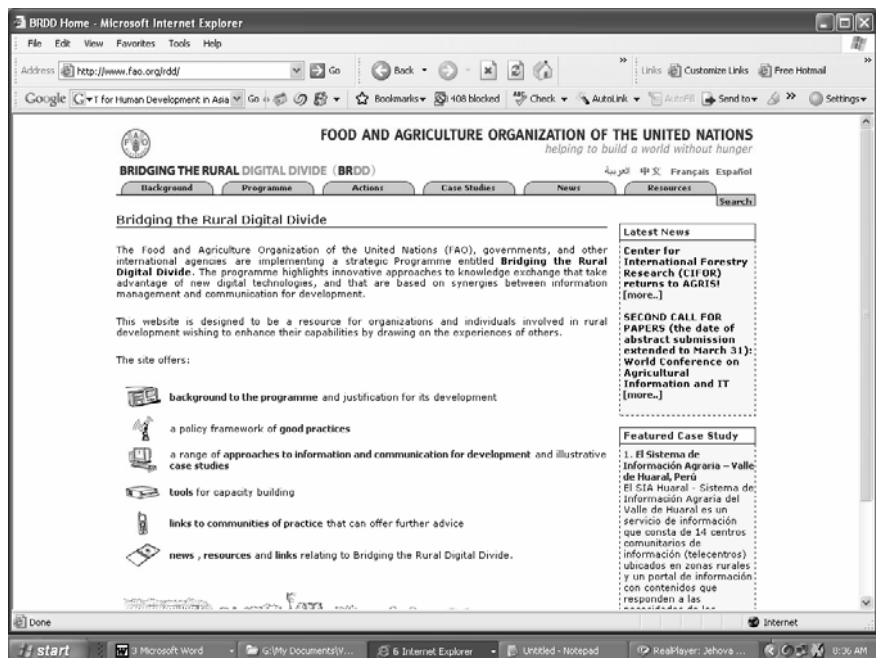 BRDD Home - Microsoft Internet Explorer
File Edit View Favorites Tools Help
Address http://www.fao.org/rdd/ Go Back Links Customize Links Free Hotmail
Google T for Human Development in Asia Go Bookmarks 408 blocked Check AutoLink AutoFill Send to Settings
FOOD AND AGRICULTURE ORGANIZATION OF THE UNITED NATIONS
helping to build a world without hunger
BRIDGING THE RURAL DIGITAL DIVIDE (BRDD)
العربية 中文 Français Español
Background Programme Actions Case Studies News Resources
Search
Bridging the Rural Digital Divide
The Food and Agriculture Organization of the United Nations (FAO), governments, and other
international agencies are implementing a strategic Programme entitled Bridging the Rural
Digital Divide. The programme highlights innovative approaches to knowledge exchange that take
advantage of new digital technologies, and that are based on synergies between information
management and communication for development.
This website is designed to be a resource for organizations and individuals involved in rural
development wishing to enhance their capabilities by drawing on the experiences of others.
The site offers:
background to the programme and justification for its development
a policy framework of good practices
a range of approaches to information and communication for development and illustrative
case studies
tools for capacity building
links to communities of practice that can offer further advice
news , resources and links relating to Bridging the Rural Digital Divide.
Latest News
Center for
International Forestry
Research (CIFOR)
returns to AGRIS!
[more..]
SECOND CALL FOR
PAPERS (the date of
abstract submission
extended to March 31):
World Conference on
Agricultural
Information and IT
[more..]
Featured Case Study
1. El Sistema de
Información Agraria – Valle
de Huaral, Perú
El SIA Huaral - Sistema de
Información Agraria del
Valle de Huaral es un
servicio de información
que consta de 14 centros
comunitarios de
información (telecentros)
ubicados en zonas rurales
y un portal de información
con contenidos que
responden a las
Done Internet
start 3 Microsoft Word G:\My Documents\V... 6 Internet Explorer Untitled - Notepad RealPlayer: Jehova ... 8:36 AM